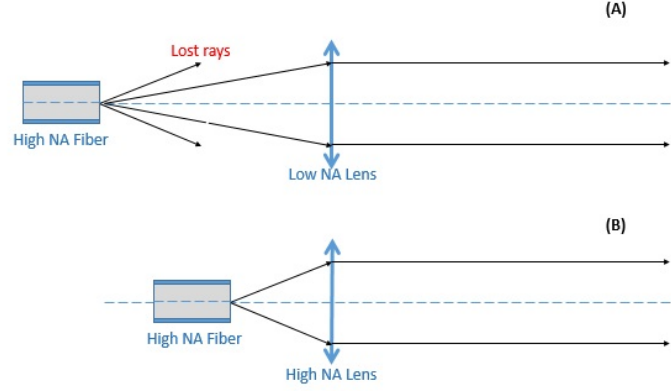 (A)
Lost rays
High NA Fiber
Low NA Lens
(B)
High NA Fiber
High NA Lens